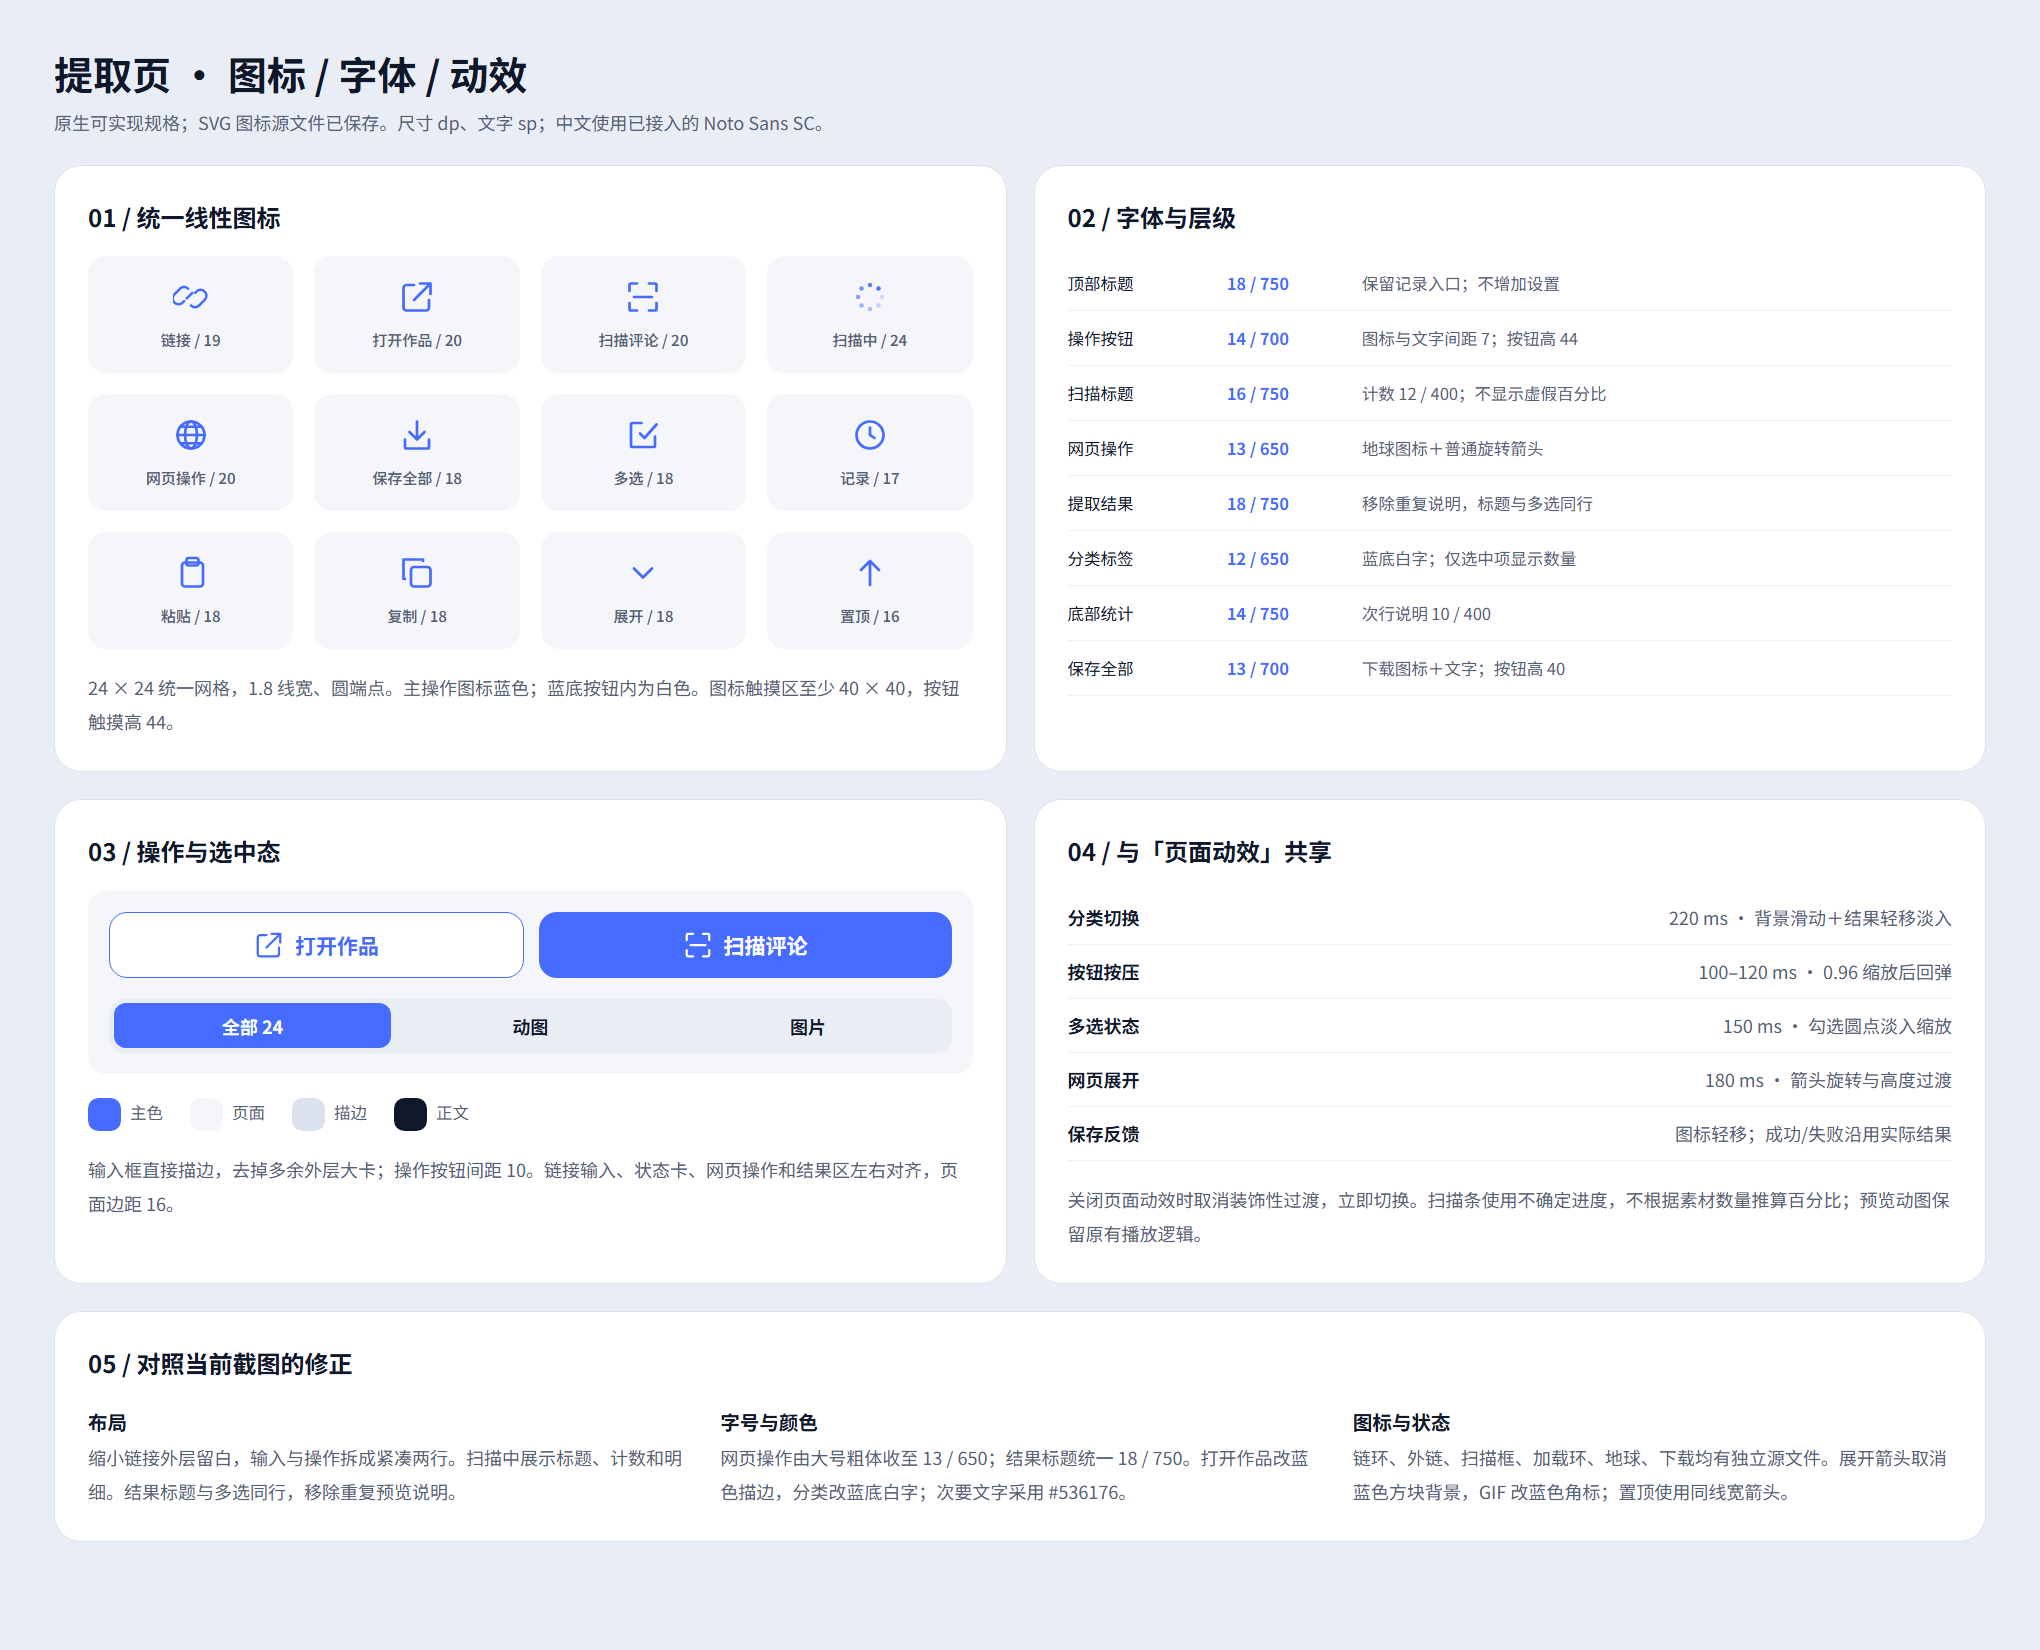 提取页 · 图标 / 字体 / 动效
原生可实现规格；SVG 图标源文件已保存。尺寸 dp、文字 sp；中文使用已接入的 Noto Sans SC。
01 / 统一线性图标
链接 / 19
打开作品 / 20
扫描评论 / 20
扫描中 / 24
网页操作 / 20
保存全部 / 18
多选 / 18
记录 / 17
粘贴 / 18
复制 / 18
展开 / 18
置顶 / 16
24 × 24 统一网格，1.8 线宽、圆端点。主操作图标蓝色；蓝底按钮内为白色。图标触摸区至少 40 × 40，按钮
触摸高 44。
02 / 字体与层级
顶部标题 18 / 750 保留记录入口；不增加设置
操作按钮 14 / 700 图标与文字间距 7；按钮高 44
扫描标题 16 / 750 计数 12 / 400；不显示虚假百分比
网页操作 13 / 650 地球图标＋普通旋转箭头
提取结果 18 / 750 移除重复说明，标题与多选同行
分类标签 12 / 650 蓝底白字；仅选中项显示数量
底部统计 14 / 750 次行说明 10 / 400
保存全部 13 / 700 下载图标＋文字；按钮高 40
03 / 操作与选中态
打开作品
扫描评论
全部 24
动图
图片
主色
页面
描边
正文
输入框直接描边，去掉多余外层大卡；操作按钮间距 10。链接输入、状态卡、网页操作和结果区左右对齐，页
面边距 16。
04 / 与「页面动效」共享
分类切换 220 ms · 背景滑动＋结果轻移淡入
按钮按压 100–120 ms · 0.96 缩放后回弹
多选状态 150 ms · 勾选圆点淡入缩放
网页展开 180 ms · 箭头旋转与高度过渡
保存反馈 图标轻移；成功/失败沿用实际结果
关闭页面动效时取消装饰性过渡，立即切换。扫描条使用不确定进度，不根据素材数量推算百分比；预览动图保
留原有播放逻辑。
05 / 对照当前截图的修正
布局
缩小链接外层留白，输入与操作拆成紧凑两行。扫描中展示标题、计数和明
细。结果标题与多选同行，移除重复预览说明。
字号与颜色
网页操作由大号粗体收至 13 / 650；结果标题统一 18 / 750。打开作品改蓝
色描边，分类改蓝底白字；次要文字采用 #536176。
图标与状态
链环、外链、扫描框、加载环、地球、下载均有独立源文件。展开箭头取消
蓝色方块背景，GIF 改蓝色角标；置顶使用同线宽箭头。